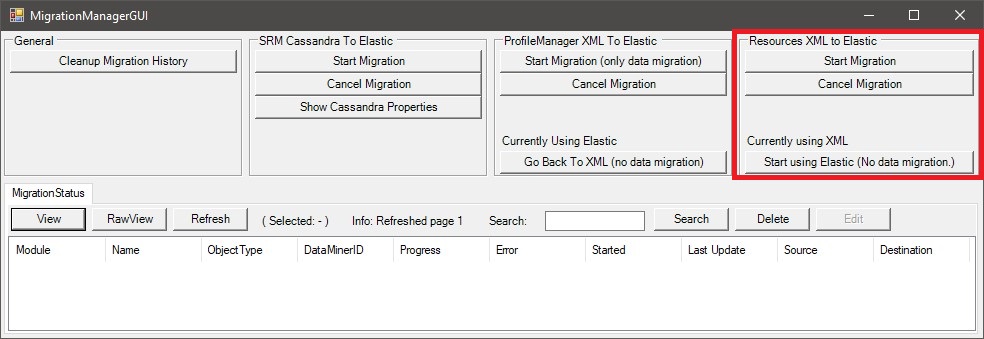 MigrationManagerGUI
General
Cleanup Migration History
SRM Cassandra To Elastic
Start Migration
Cancel Migration
Show Cassandra Properties
ProfileManager XML To Elastic
Start Migration (only data migration)
Cancel Migration
Currently Using Elastic
Go Back To XML (no data migration)
Resources XML to Elastic
Start Migration
Cancel Migration
Currently using XML
Start using Elastic (No data migration.)
MigrationStatus
View RawView Refresh ( Selected: - ) Info: Refreshed page 1 Search: Search Delete Edit
Module Name ObjectType DataMinerID Progress Error Started Last Update Source Destination